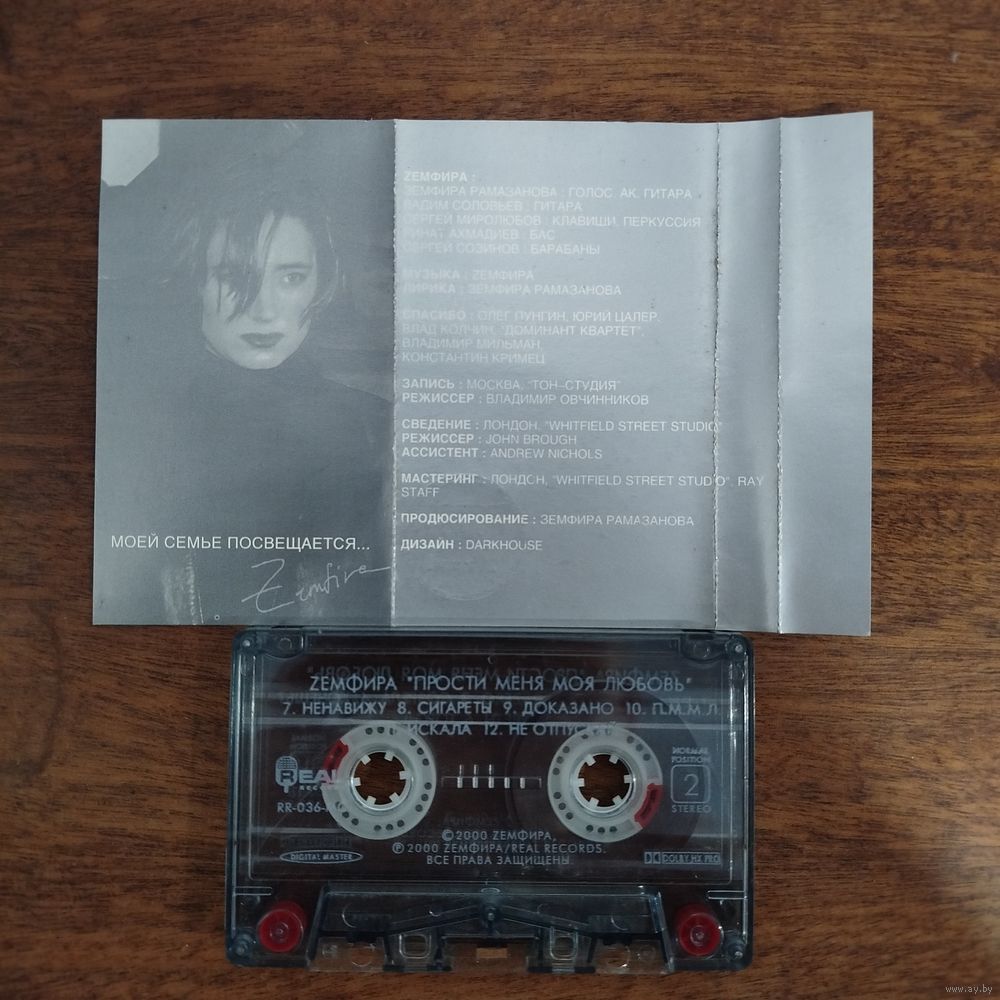 ZЕМФИРА :
ЗЕМФИРА РАМАЗАНОВА : ГОЛОС, АК. ГИТАРА
ВАДИМ СОЛОВЬЕВ : ГИТАРА
СЕРГЕЙ МИРОЛЮБОВ : КЛАВИШИ, ПЕРКУССИЯ
РИНАТ АХМАДИЕВ : БАС
СЕРГЕЙ СОЗИНОВ : БАРАБАНЫ
МУЗЫКА : ZЕМФИРА
ЛИРИКА : ЗЕМФИРА РАМАЗАНОВА
СПАСИБО : ОЛЕГ ПУНГИН, ЮРИЙ ЦАЛЕР,
ВЛАД КОЛЧИН, "ДОМИНАНТ КВАРТЕТ",
ВЛАДИМИР МИЛЬМАН,
КОНСТАНТИН КРИМЕЦ
ЗАПИСЬ : МОСКВА, "ТОН-СТУДИЯ"
РЕЖИССЕР : ВЛАДИМИР ОВЧИННИКОВ
СВЕДЕНИЕ : ЛОНДОН, "WHITFIELD STREET STUDIO"
РЕЖИССЕР : JOHN BROUGH
АССИСТЕНТ : ANDREW NICHOLS
МАСТЕРИНГ : ЛОНДОН, "WHITFIELD STREET STUDIO", RAY
STAFF
ПРОДЮСИРОВАНИЕ : ЗЕМФИРА РАМАЗАНОВА
ДИЗАЙН : DARKHOUSE
МОЕЙ СЕМЬЕ ПОСВЕЩАЕТСЯ...
Zemfira
ZЕМФИРА "ПРОСТИ МЕНЯ МОЯ ЛЮБОВЬ"
7. НЕНАВИЖУ 8. СИГАРЕТЫ 9. ДОКАЗАНО 10. П.М.М.Л.
ИСКАЛА 12. НЕ
REAL
RR-036-
NORMAL
POSITION
2
STEREO
©2000 ZЕМФИРА,
℗2000 ZЕМФИРА/REAL RECORDS.
ВСЕ ПРАВА ЗАЩИЩЕНЫ.
DIGITAL MASTER
DOLBY HX PRO
www.ay.by